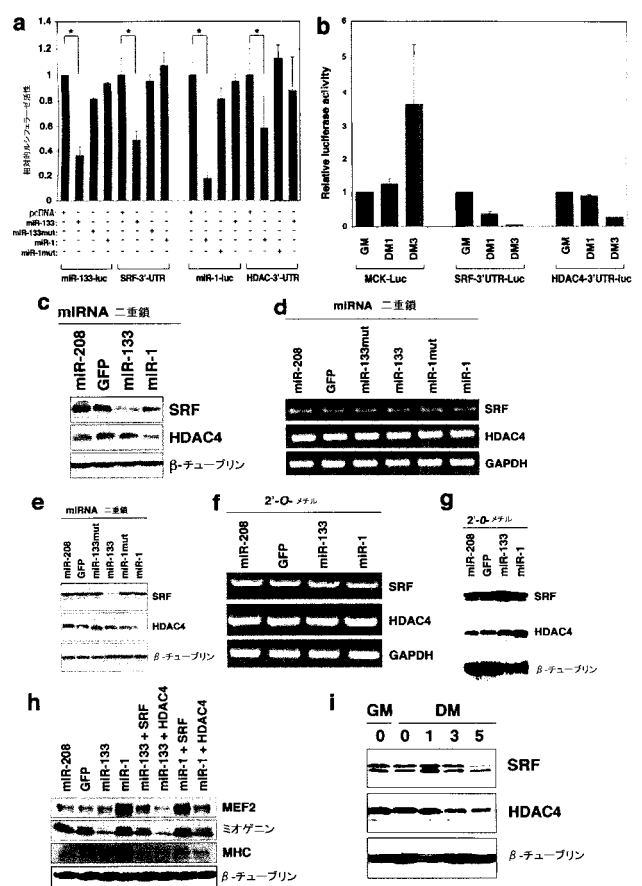 a
1.4
1.2
1
0.8
0.6
0.4
0.2
0
相対的ルシフェラーゼ活性
* * * *
pcDNA
miR-133
miR-133mut
miR-1
miR-1mut
miR-133-luc SRF-3'-UTR miR-1-luc HDAC-3'-UTR
b
6
5
4
3
2
1
0
Relative luciferase activity
GM DM1 DM3 GM DM1 DM3 GM DM1 DM3
MCK-Luc SRF-3'UTR-Luc HDAC4-3'UTR-luc
c
miRNA 二重鎖
miR-208 GFP miR-133 miR-1
SRF
HDAC4
β-チューブリン
d
miRNA 二重鎖
miR-208 GFP miR-133mut miR-133 miR-1mut miR-1
SRF
HDAC4
GAPDH
e
miRNA 二重鎖
miR-208 GFP miR-133mut miR-133 miR-1mut miR-1
SRF
HDAC4
β-チューブリン
f
2'-O-メチル
miR-208 GFP miR-133 miR-1
SRF
HDAC4
GAPDH
g
2'-O-メチル
miR-208 GFP miR-133 miR-1
SRF
HDAC4
β-チューブリン
h
miR-208 GFP miR-133 miR-1 miR-133 + SRF miR-133 + HDAC4 miR-1 + SRF miR-1 + HDAC4
MEF2
ミオゲニン
MHC
β-チューブリン
i
GM DM
0 0 1 3 5
SRF
HDAC4
β-チューブリン